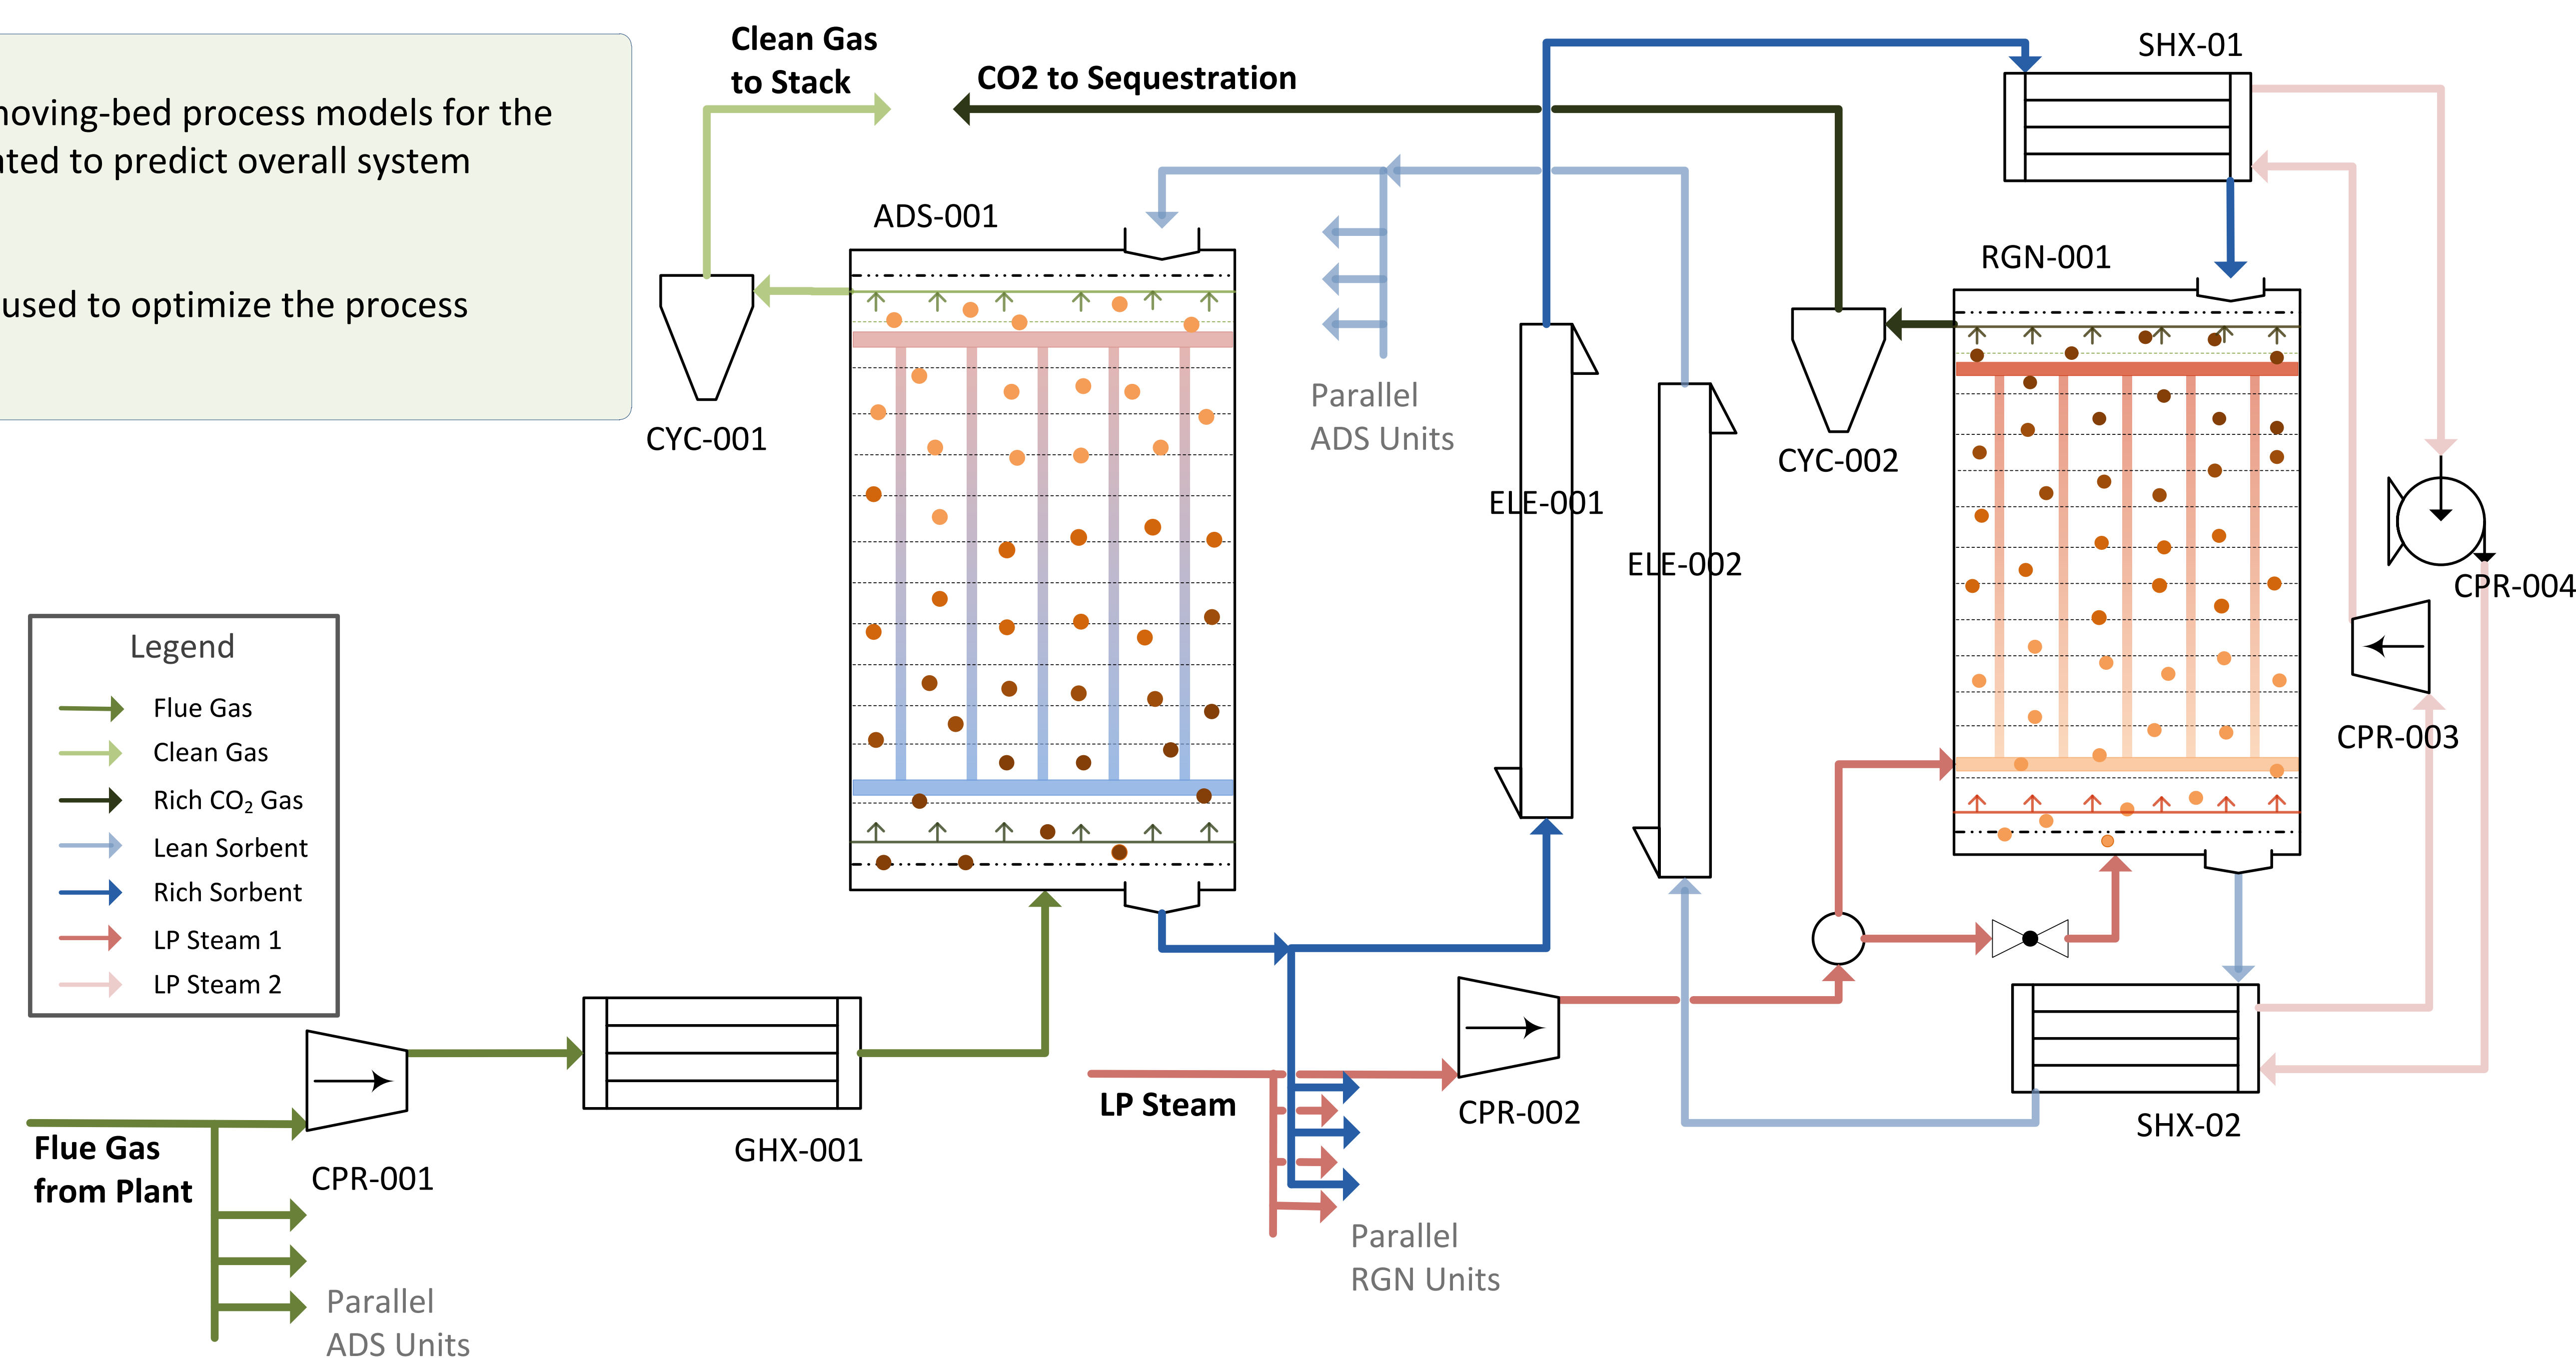 moving-bed process models for the
ated to predict overall system
used to optimize the process
Clean Gas
to Stack
CO2 to Sequestration
SHX-01
ADS-001
RGN-001
Parallel
ADS Units
CYC-001
CYC-002
ELE-001
ELE-002
CPR-004
CPR-003
Legend
Flue Gas
Clean Gas
Rich CO₂ Gas
Lean Sorbent
Rich Sorbent
LP Steam 1
LP Steam 2
LP Steam
CPR-002
SHX-02
GHX-001
Flue Gas
from Plant
CPR-001
Parallel
RGN Units
Parallel
ADS Units